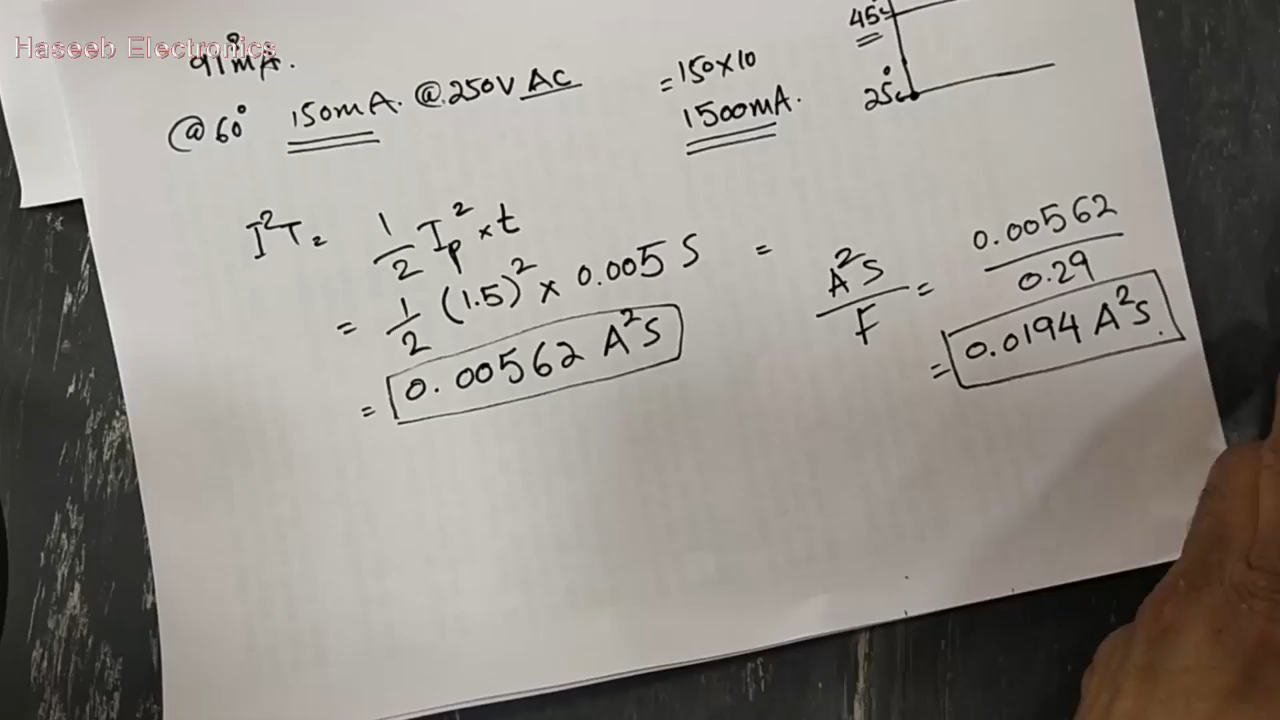 Haseeb Electronics
91mA.
@60° 150mA. @250V AC
=150×10
1500mA.
45°
25°
I²T = 1/2 Ip² × t
= 1/2 (1.5)² × 0.005 S =
= 0.00562 A²S
A²S/F = 0.00562/0.29
= 0.0194 A²S.